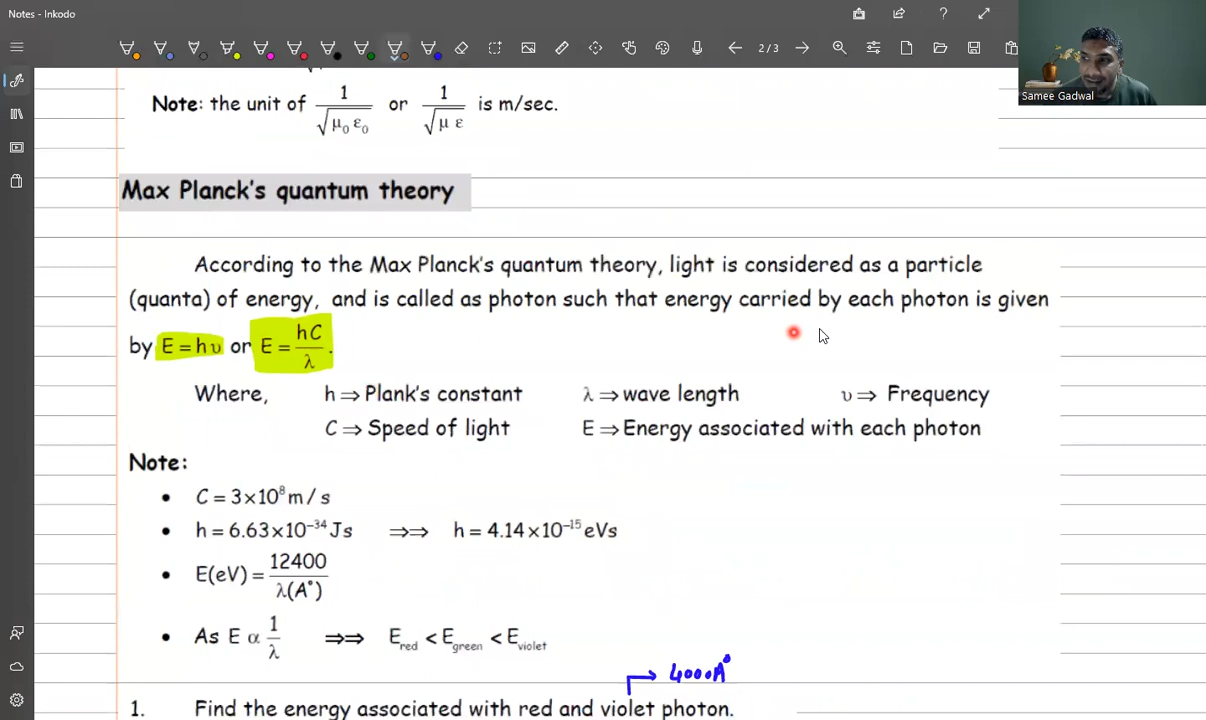 Notes - Inkodo
2/3
Samee Gadwal
Note: the unit of 1/√μ₀ ε₀ or 1/√μ ε is m/sec.
Max Planck's quantum theory
According to the Max Planck's quantum theory, light is considered as a particle
(quanta) of energy, and is called as photon such that energy carried by each photon is given
by E = hυ or E = hC/λ.
Where, h ⇒ Plank's constant λ ⇒ wave length υ ⇒ Frequency
C ⇒ Speed of light E ⇒ Energy associated with each photon
Note:
• C = 3×10⁸ m / s
• h = 6.63×10⁻³⁴ Js ⇒⇒ h = 4.14×10⁻¹⁵ eVs
• E(eV) = 12400/λ(A°)
• As E α 1/λ ⇒⇒ E_red < E_green < E_violet
4000A°
1. Find the energy associated with red and violet photon.